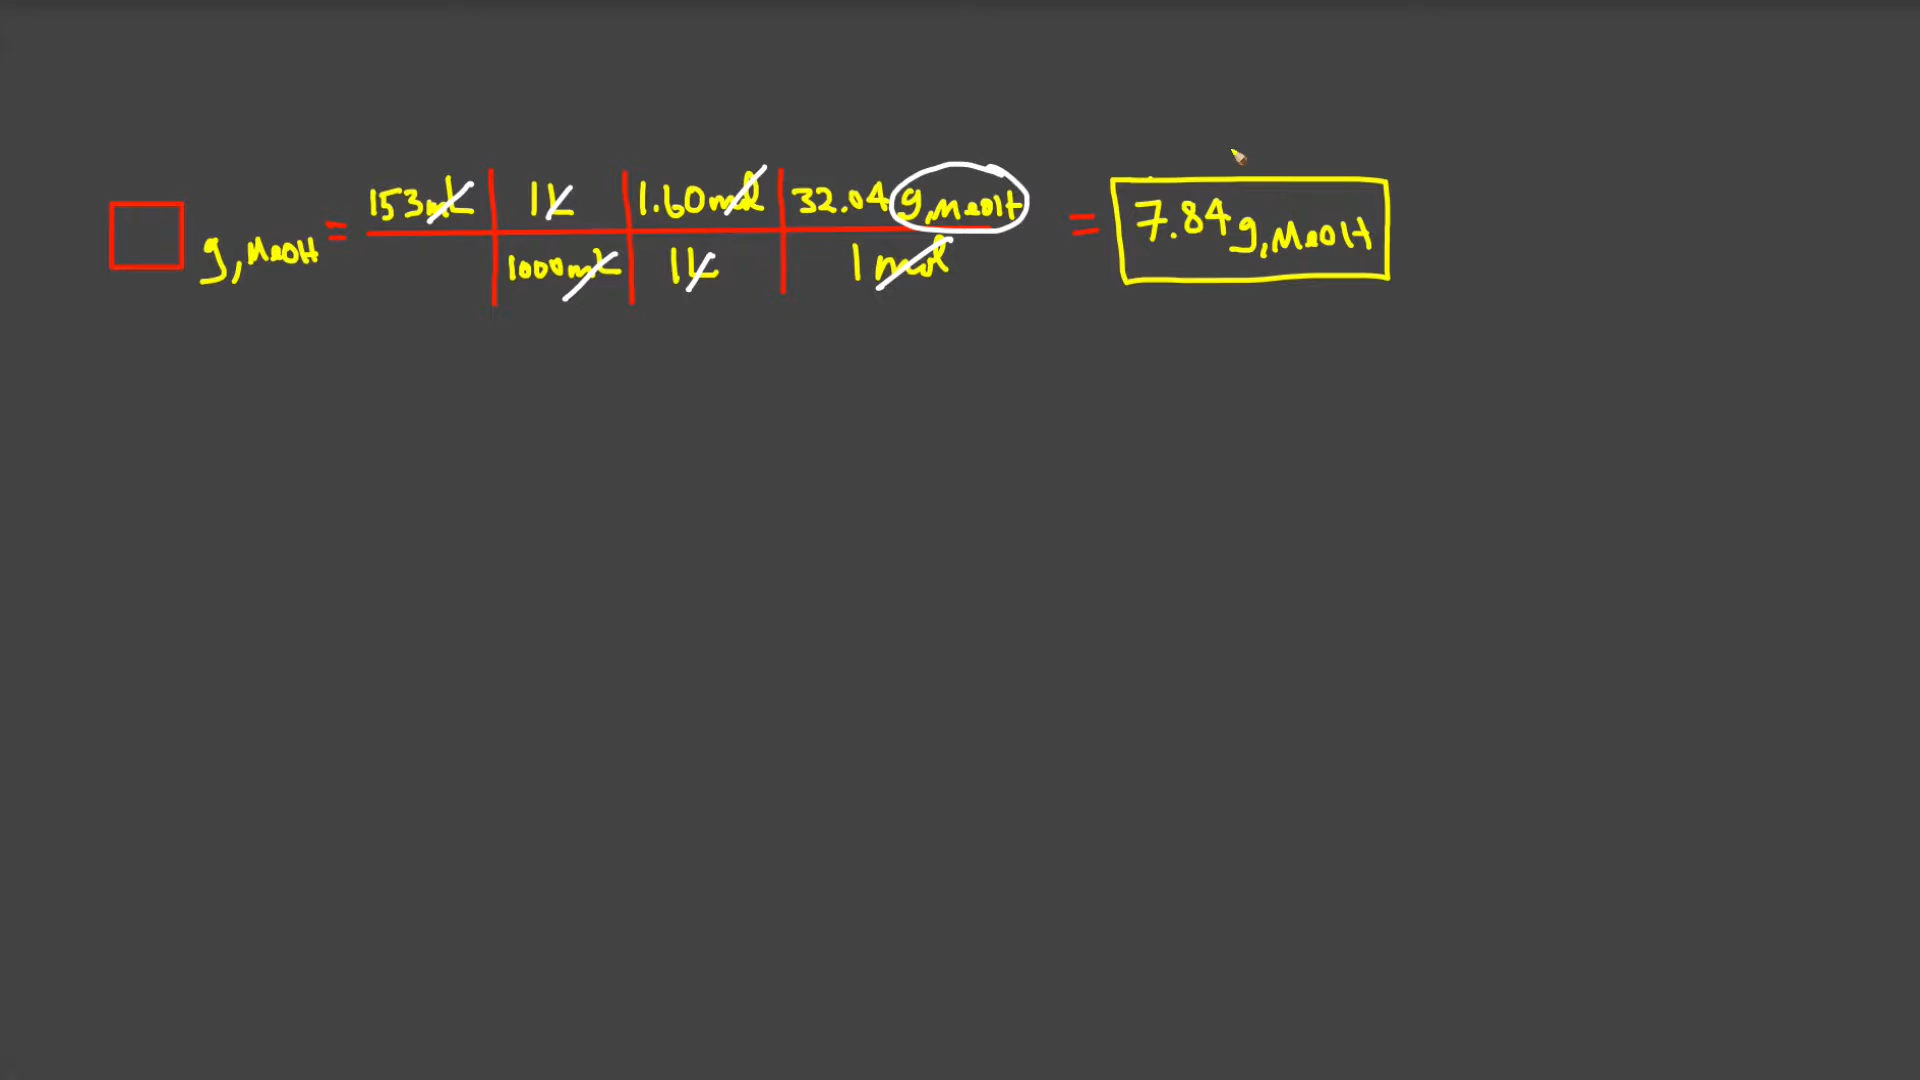 g, MeOH = 153 mL | 1 L | 1.60 mol | 32.04 g, MeOH = 7.84 g, MeOH
1000 mL | 1 L | 1 mol